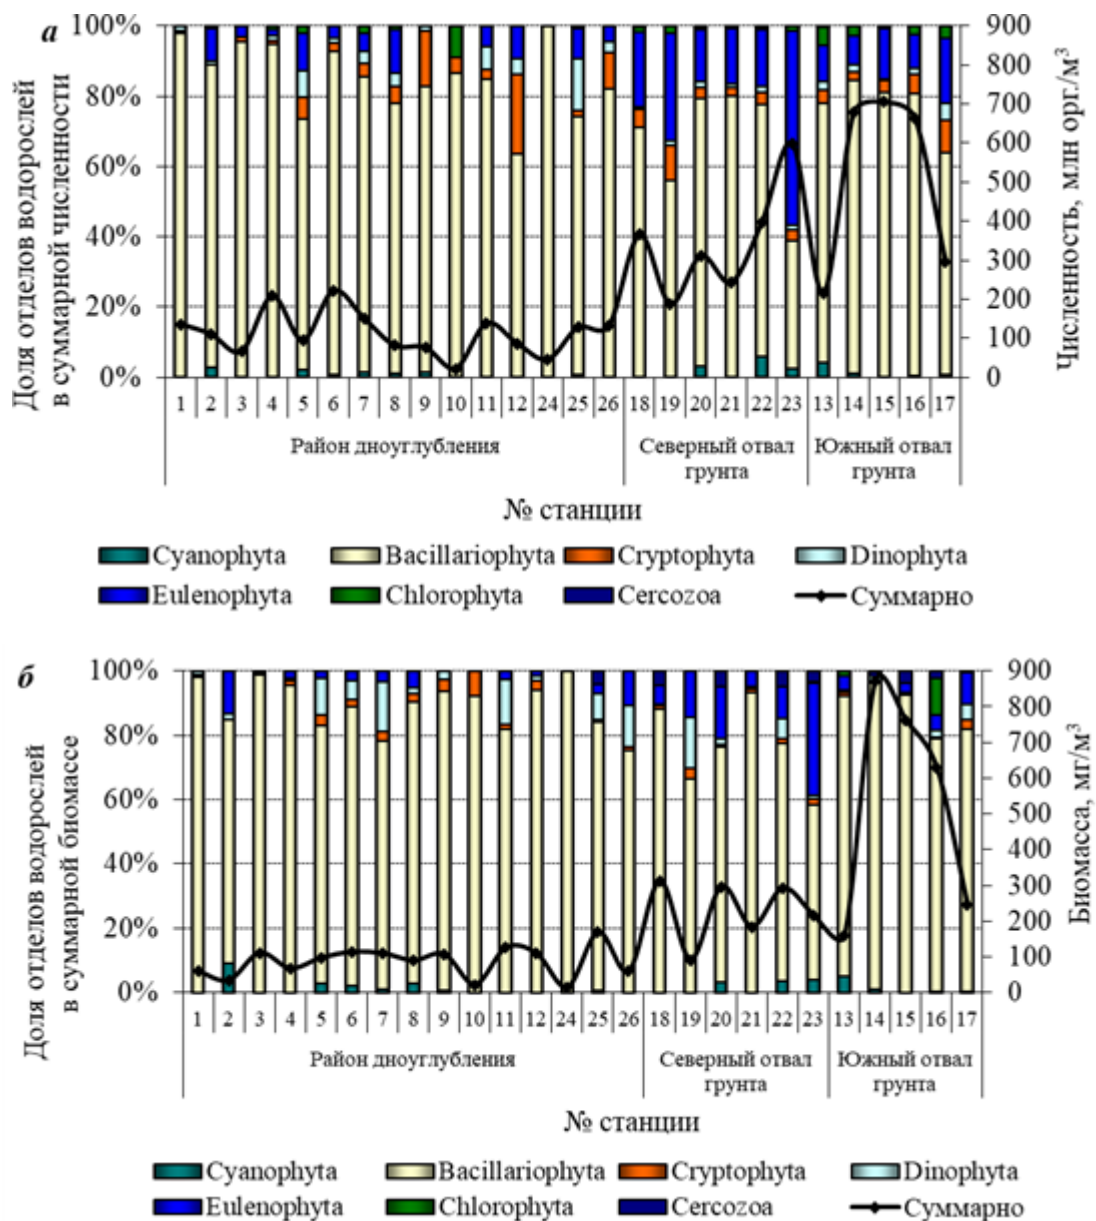 а
Доля отделов водорослей
в суммарной численности
100%
80%
60%
40%
20%
0%
900
800
700
600
500
400
300
200
100
0
Численность, млн орг./м³
1 2 3 4 5 6 7 8 9 10 11 12 24 25 26 18 19 20 21 22 23 13 14 15 16 17
Район дноуглубления
Северный отвал
грунта
Южный отвал
грунта
№ станции
Cyanophyta Bacillariophyta Cryptophyta Dinophyta
Eulenophyta Chlorophyta Cercozoa Суммарно
б
Доля отделов водорослей
в суммарной биомассе
100%
80%
60%
40%
20%
0%
900
800
700
600
500
400
300
200
100
0
Биомасса, мг/м³
1 2 3 4 5 6 7 8 9 10 11 12 24 25 26 18 19 20 21 22 23 13 14 15 16 17
Район дноуглубления
Северный отвал
грунта
Южный отвал
грунта
№ станции
Cyanophyta Bacillariophyta Cryptophyta Dinophyta
Eulenophyta Chlorophyta Cercozoa Суммарно